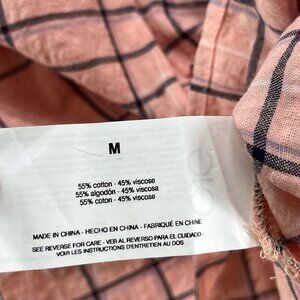 M
55% cotton - 45% viscose
55% algodón - 45% viscosa
55% coton - 45% viscose
MADE IN CHINA - HECHO EN CHINA - FABRIQUÉ EN CHINE
SEE REVERSE FOR CARE - VER AL REVERSO PARA EL CUIDADO
VOIR LES INSTRUCTIONS D'ENTRETIEN AU DOS